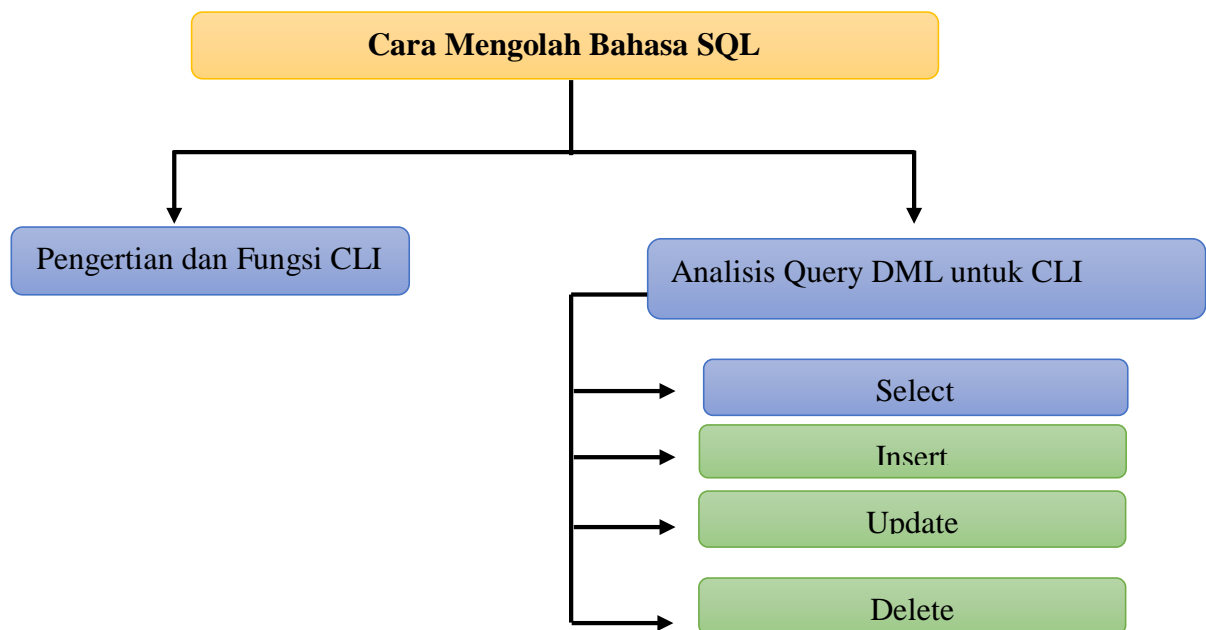 Cara Mengolah Bahasa SQL
Pengertian dan Fungsi CLI
Analisis Query DML untuk CLI
Select
Insert
Update
Delete